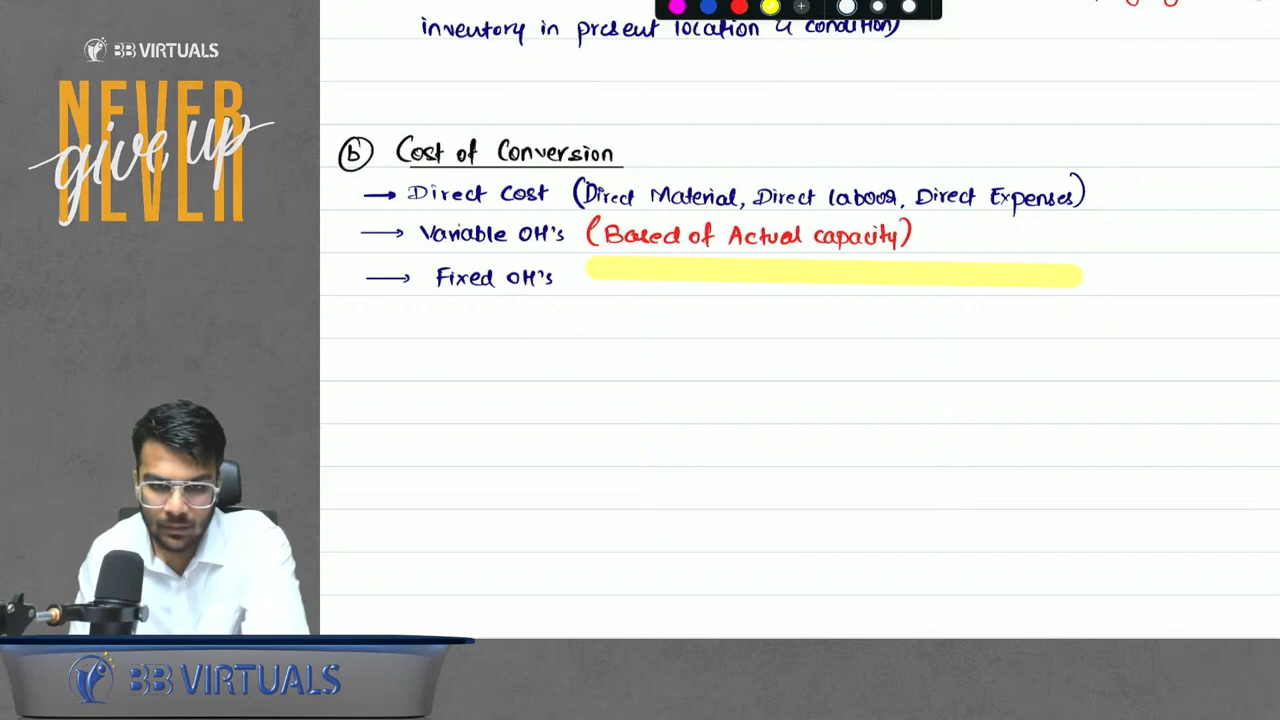 BB VIRTUALS
NEVER
give up
NEVER
inventory in present location & condition)
(b) Cost of Conversion
→ Direct Cost (Direct Material, Direct labour, Direct Expenses)
→ Variable OH's (Based of Actual capacity)
→ Fixed OH's
BB VIRTUALS